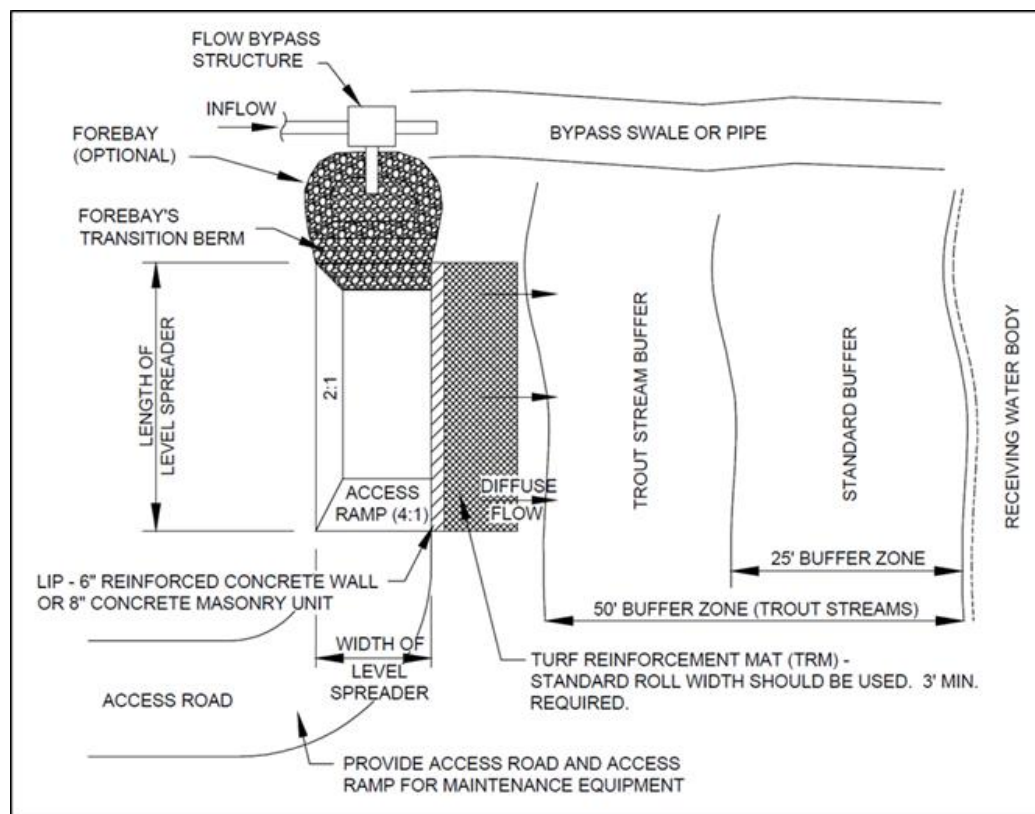 FLOW BYPASS
STRUCTURE
INFLOW
BYPASS SWALE OR PIPE
FOREBAY
(OPTIONAL)
FOREBAY'S
TRANSITION BERM
LENGTH OF
LEVEL SPREADER
2:1
ACCESS
RAMP (4:1)
DIFFUSE
FLOW
TROUT STREAM BUFFER
STANDARD BUFFER
RECEIVING WATER BODY
25' BUFFER ZONE
50' BUFFER ZONE (TROUT STREAMS)
LIP - 6" REINFORCED CONCRETE WALL
OR 8" CONCRETE MASONRY UNIT
WIDTH OF
LEVEL
SPREADER
TURF REINFORCEMENT MAT (TRM) -
STANDARD ROLL WIDTH SHOULD BE USED. 3' MIN.
REQUIRED.
ACCESS ROAD
PROVIDE ACCESS ROAD AND ACCESS
RAMP FOR MAINTENANCE EQUIPMENT